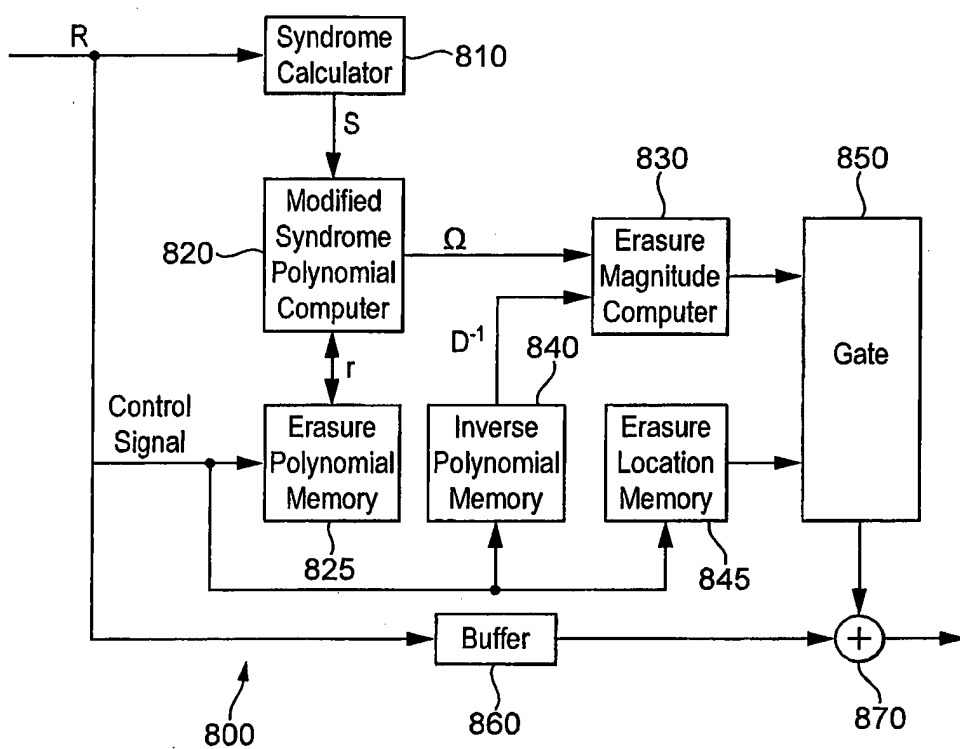 R
Syndrome
Calculator
810
S
Modified
Syndrome
Polynomial
Computer
820
Ω
830
Erasure
Magnitude
Computer
850
Gate
D-1
840
r
Control
Signal
Erasure
Polynomial
Memory
825
Inverse
Polynomial
Memory
Erasure
Location
Memory
845
Buffer
860
+
870
800